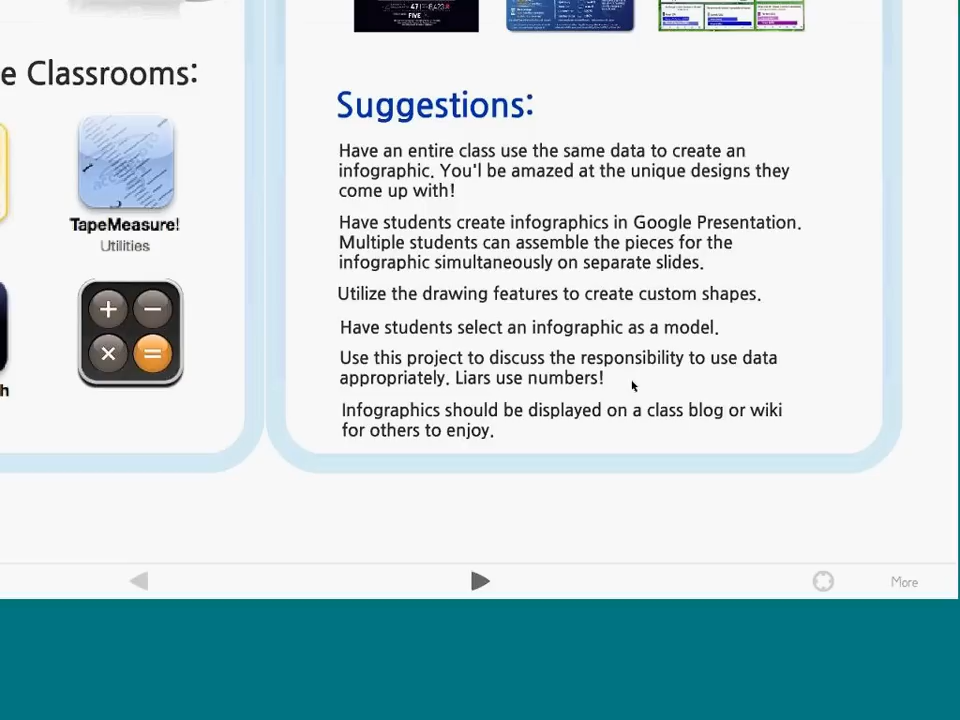 e Classrooms:
TapeMeasure!
Utilities
h
FIVE
Suggestions:
Have an entire class use the same data to create an
infographic. You'l be amazed at the unique designs they
come up with!
Have students create infographics in Google Presentation.
Multiple students can assemble the pieces for the
infographic simultaneously on separate slides.
Utilize the drawing features to create custom shapes.
Have students select an infographic as a model.
Use this project to discuss the responsibility to use data
appropriately. Liars use numbers!
Infographics should be displayed on a class blog or wiki
for others to enjoy.
More